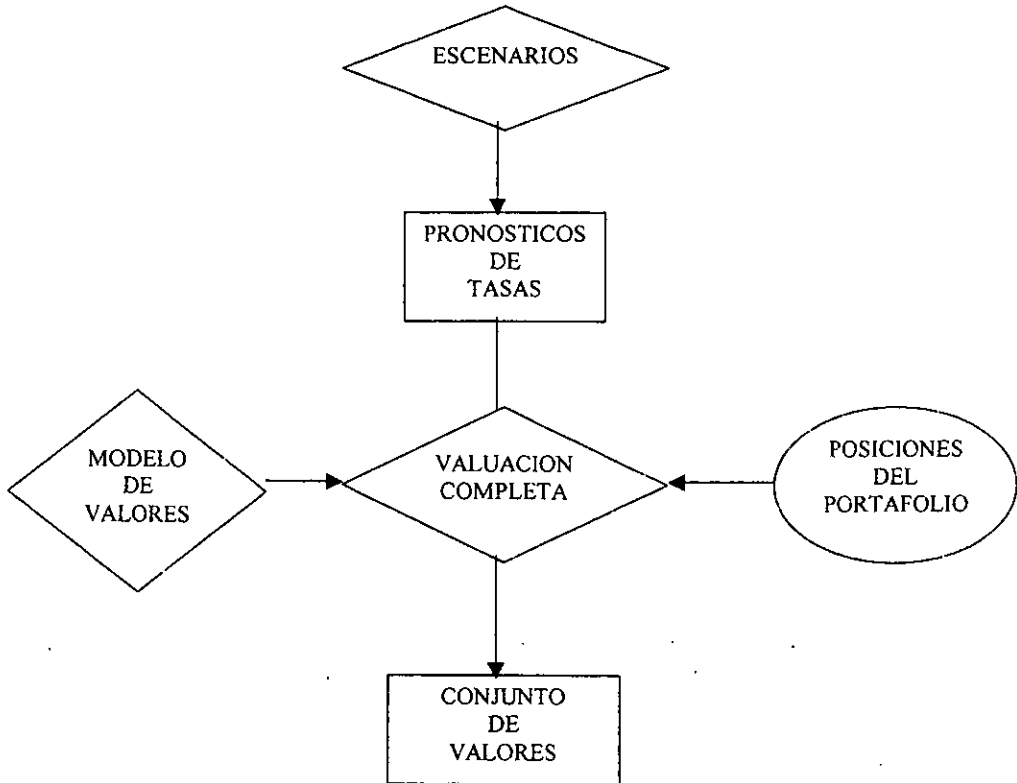 ESCENARIOS
PRONOSTICOS
DE
TASAS
MODELO
DE
VALORES
VALUACION
COMPLETA
POSICIONES
DEL
PORTAFOLIO
CONJUNTO
DE
VALORES